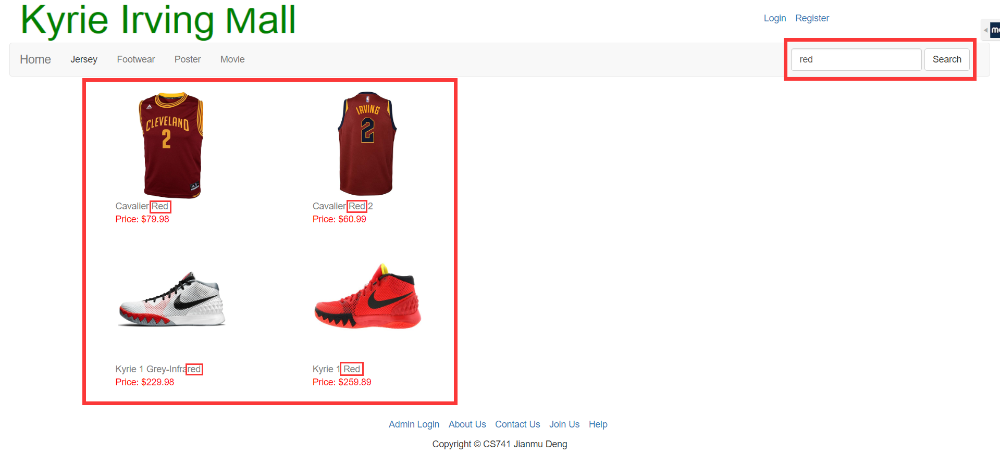 Kyrie Irving Mall
Login Register
Home Jersey Footwear Poster Movie red Search
CLEVELAND
2
IRVING
2
Cavalier Red
Price: $79.98
Cavalier Red 2
Price: $60.99
Kyrie 1 Grey-Infrared
Price: $229.98
Kyrie 1 Red
Price: $259.89
Admin Login About Us Contact Us Join Us Help
Copyright © CS741 Jianmu Deng